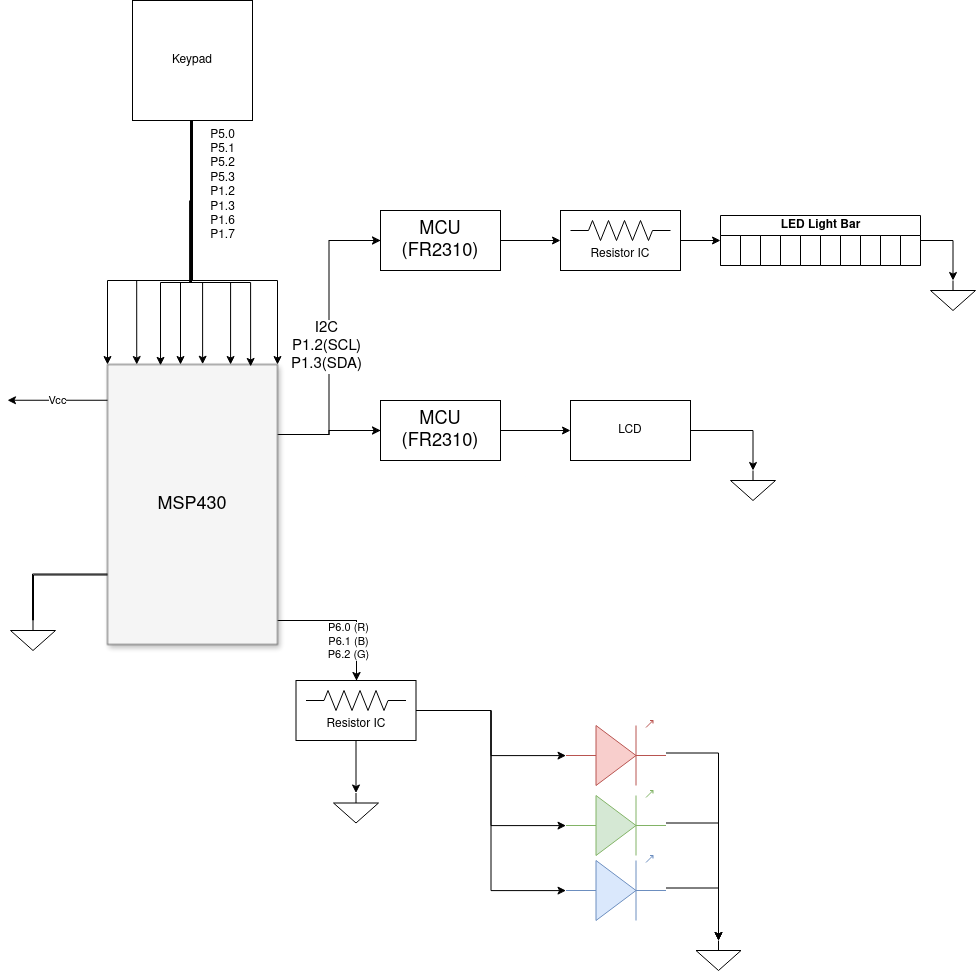 Keypad
P5.0
P5.1
P5.2
P5.3
P1.2
P1.3
P1.6
P1.7
MCU
(FR2310)
Resistor IC
LED Light Bar
I2C
P1.2(SCL)
P1.3(SDA)
Vcc
MCU
(FR2310)
LCD
MSP430
P6.0 (R)
P6.1 (B)
P6.2 (G)
Resistor IC